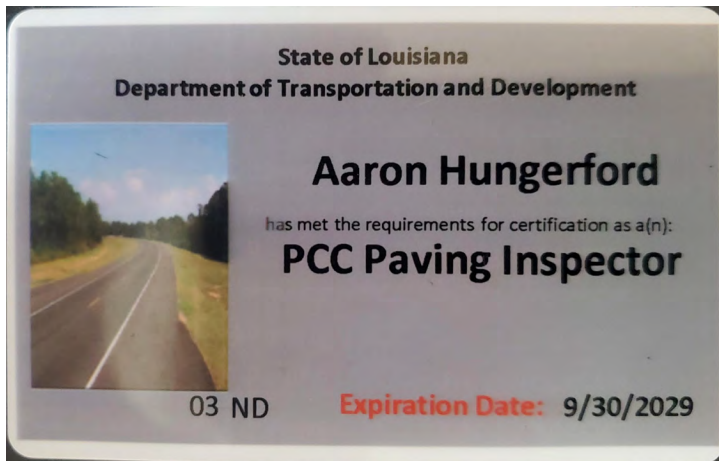 State of Louisiana
Department of Transportation and Development
Aaron Hungerford
has met the requirements for certification as a(n):
PCC Paving Inspector
03 ND
Expiration Date: 9/30/2029